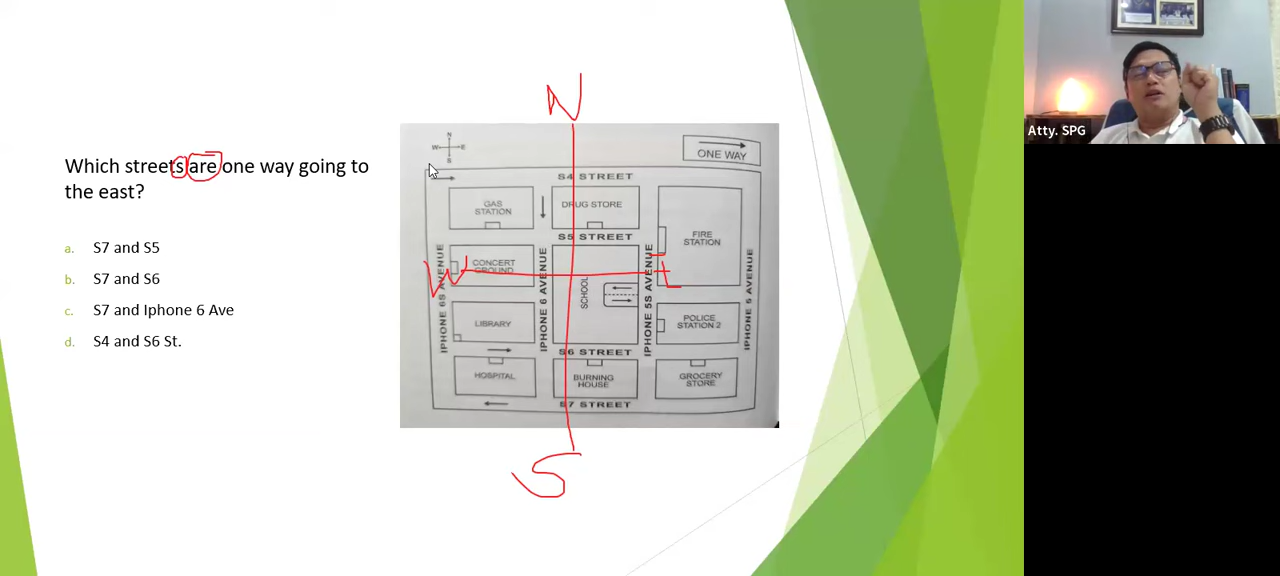 Which streets are one way going to
the east?
a. S7 and S5
b. S7 and S6
c. S7 and Iphone 6 Ave
d. S4 and S6 St.
N
N
W E
S
ONE WAY
S4 STREET
GAS
STATION
DRUG STORE
FIRE
STATION
S5 STREET
IPHONE 6S AVENUE
CONCERT
GROUND
IPHONE 6 AVENUE
SCHOOL
IPHONE 5S AVENUE
IPHONE 5 AVENUE
W
E
LIBRARY
POLICE
STATION 2
S6 STREET
HOSPITAL
BURNING
HOUSE
GROCERY
STORE
S7 STREET
S
Atty. SPG